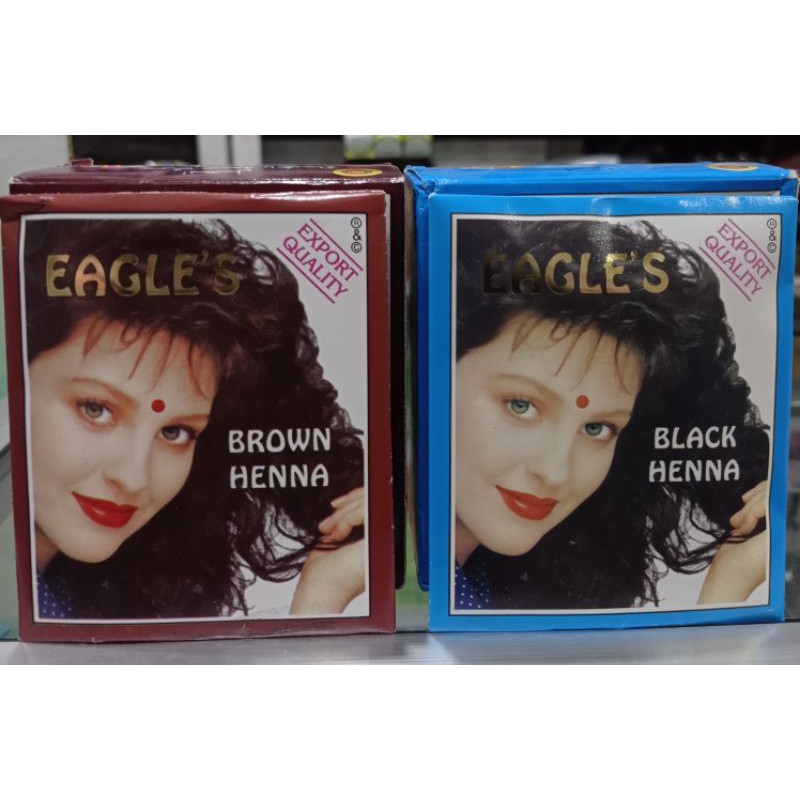 EAGLE'S
EXPORT
QUALITY
® & ©
BROWN
HENNA
EAGLE'S
EXPORT
QUALITY
® & ©
BLACK
HENNA